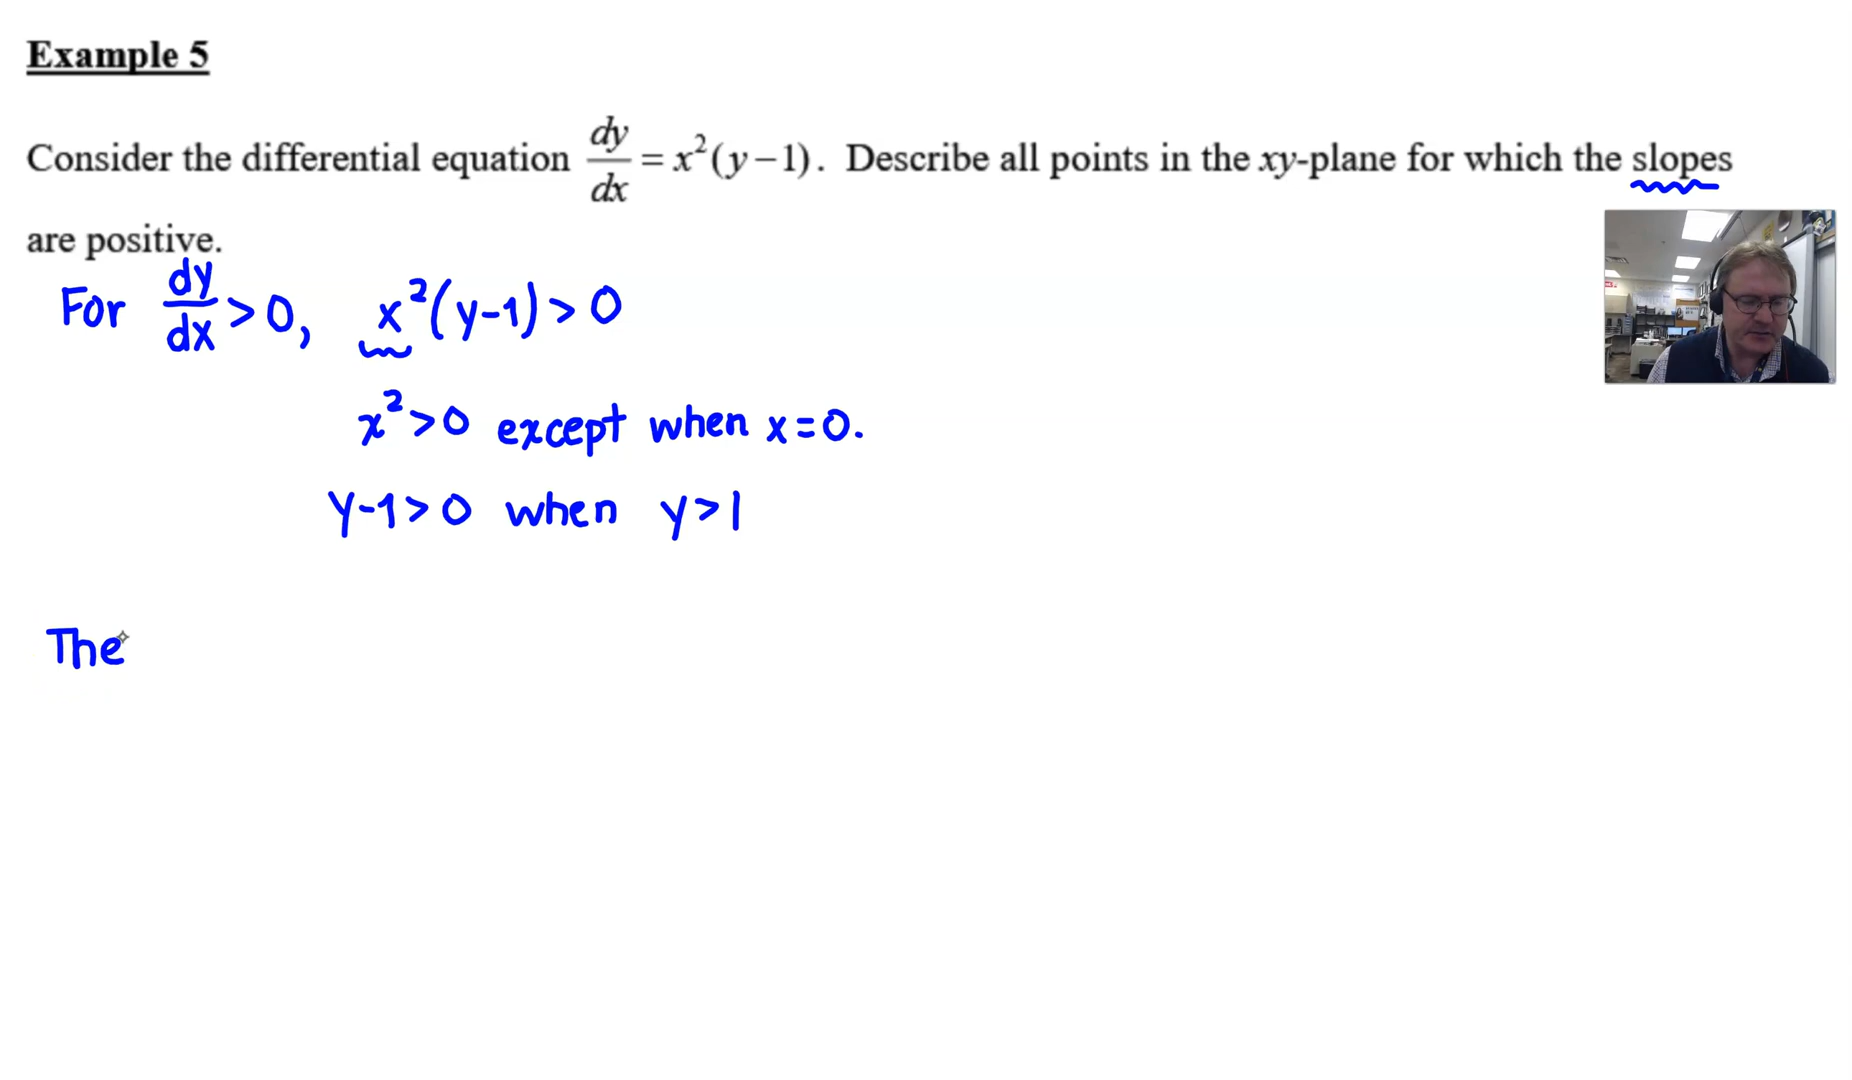 Example 5
Consider the differential equation dy/dx = x²(y−1). Describe all points in the xy-plane for which the slopes
are positive.
For dy/dx > 0, x²(y-1) > 0
x² > 0 except when x = 0.
y-1 > 0 when y > 1
The